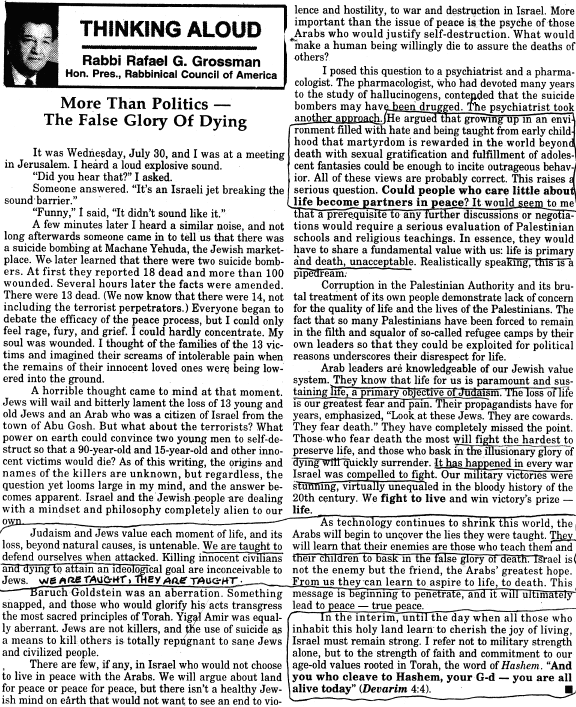 THINKING ALOUD
Rabbi Rafael G. Grossman
Hon. Pres., Rabbinical Council of America
More Than Politics —
The False Glory Of Dying
It was Wednesday, July 30, and I was at a meeting
in Jerusalem. I heard a loud explosive sound.
"Did you hear that?" I asked.
Someone answered. "It's an Israeli jet breaking the
sound barrier."
"Funny," I said, "It didn't sound like it."
A few minutes later I heard a similar noise, and not
long afterwards someone came in to tell us that there was
a suicide bombing at Machane Yehuda, the Jewish market-
place. We later learned that there were two suicide bomb-
ers. At first they reported 18 dead and more than 100
wounded. Several hours later the facts were amended.
There were 13 dead. (We now know that there were 14, not
including the terrorist perpetrators.) Everyone began to
debate the efficacy of the peace process, but I could only
feel rage, fury, and grief. I could hardly concentrate. My
soul was wounded. I thought of the families of the 13 vic-
tims and imagined their screams of intolerable pain when
the remains of their innocent loved ones were being low-
ered into the ground.
A horrible thought came to mind at that moment.
Jews will wail and bitterly lament the loss of 13 young and
old Jews and an Arab who was a citizen of Israel from the
town of Abu Gosh. But what about the terrorists? What
power on earth could convince two young men to self-de-
struct so that a 90-year-old and 15-year-old and other inno-
cent victims would die? As of this writing, the origins and
names of the killers are unknown, but regardless, the
question yet looms large in my mind, and the answer be-
comes apparent. Israel and the Jewish people are dealing
with a mindset and philosophy completely alien to our
own.
Judaism and Jews value each moment of life, and its
loss, beyond natural causes, is untenable. We are taught to
defend ourselves when attacked. Killing innocent civilians
and dying to attain an ideological goal are inconceivable to
Jews. WE ARE TAUGHT, THEY ARE TAUGHT.
Baruch Goldstein was an aberration. Something
snapped, and those who would glorify his acts transgress
the most sacred principles of Torah. Yigal Amir was equal-
ly aberrant. Jews are not killers, and the use of suicide as
a means to kill others is totally repugnant to sane Jews
and civilized people.
There are few, if any, in Israel who would not choose
to live in peace with the Arabs. We will argue about land
for peace or peace for peace, but there isn't a healthy Jew-
ish mind on earth that would not want to see an end to vio-
lence and hostility, to war and destruction in Israel. More
important than the issue of peace is the psyche of those
Arabs who would justify self-destruction. What would
make a human being willingly die to assure the deaths of
others?
I posed this question to a psychiatrist and a pharma-
cologist. The pharmacologist, who had devoted many years
to the study of hallucinogens, contended that the suicide
bombers may have been drugged. The psychiatrist took
another approach. He argued that growing up in an envi-
ronment filled with hate and being taught from early child-
hood that martyrdom is rewarded in the world beyond
death with sexual gratification and fulfillment of adoles-
cent fantasies could be enough to incite outrageous behav-
ior. All of these views are probably correct. This raises a
serious question. Could people who care little about
life become partners in peace? It would seem to me
that a prerequisite to any further discussions or negotia-
tions would require a serious evaluation of Palestinian
schools and religious teachings. In essence, they would
have to share a fundamental value with us: life is primary
and death, unacceptable. Realistically speaking, this is a
pipedream.
Corruption in the Palestinian Authority and its bru-
tal treatment of its own people demonstrate lack of concern
for the quality of life and the lives of the Palestinians. The
fact that so many Palestinians have been forced to remain
in the filth and squalor of so-called refugee camps by their
own leaders so that they could be exploited for political
reasons underscores their disrespect for life.
Arab leaders are knowledgeable of our Jewish value
system. They know that life for us is paramount and sus-
taining life, a primary objective of Judaism. The loss of life
is our greatest fear and pain. Their propagandists have for
years, emphasized, "Look at these Jews. They are cowards.
They fear death." They have completely missed the point.
Those who fear death the most will fight the hardest to
preserve life, and those who bask in the illusionary glory of
dying will quickly surrender. It has happened in every war
Israel was compelled to fight. Our military victories were
stunning, virtually unequaled in the bloody history of the
20th century. We fight to live and win victory's prize —
life.
As technology continues to shrink this world, the
Arabs will begin to uncover the lies they were taught. They
will learn that their enemies are those who teach them and
their children to bask in the false glory of death. Israel is
not the enemy but the friend, the Arabs' greatest hope.
From us they can learn to aspire to life, to death. This
message is beginning to penetrate, and it will ultimately
lead to peace — true peace.
In the interim, until the day when all those who
inhabit this holy land learn to cherish the joy of living,
Israel must remain strong. I refer not to military strength
alone, but to the strength of faith and commitment to our
age-old values rooted in Torah, the word of Hashem. "And
you who cleave to Hashem, your G-d — you are all
alive today" (Devarim 4:4).